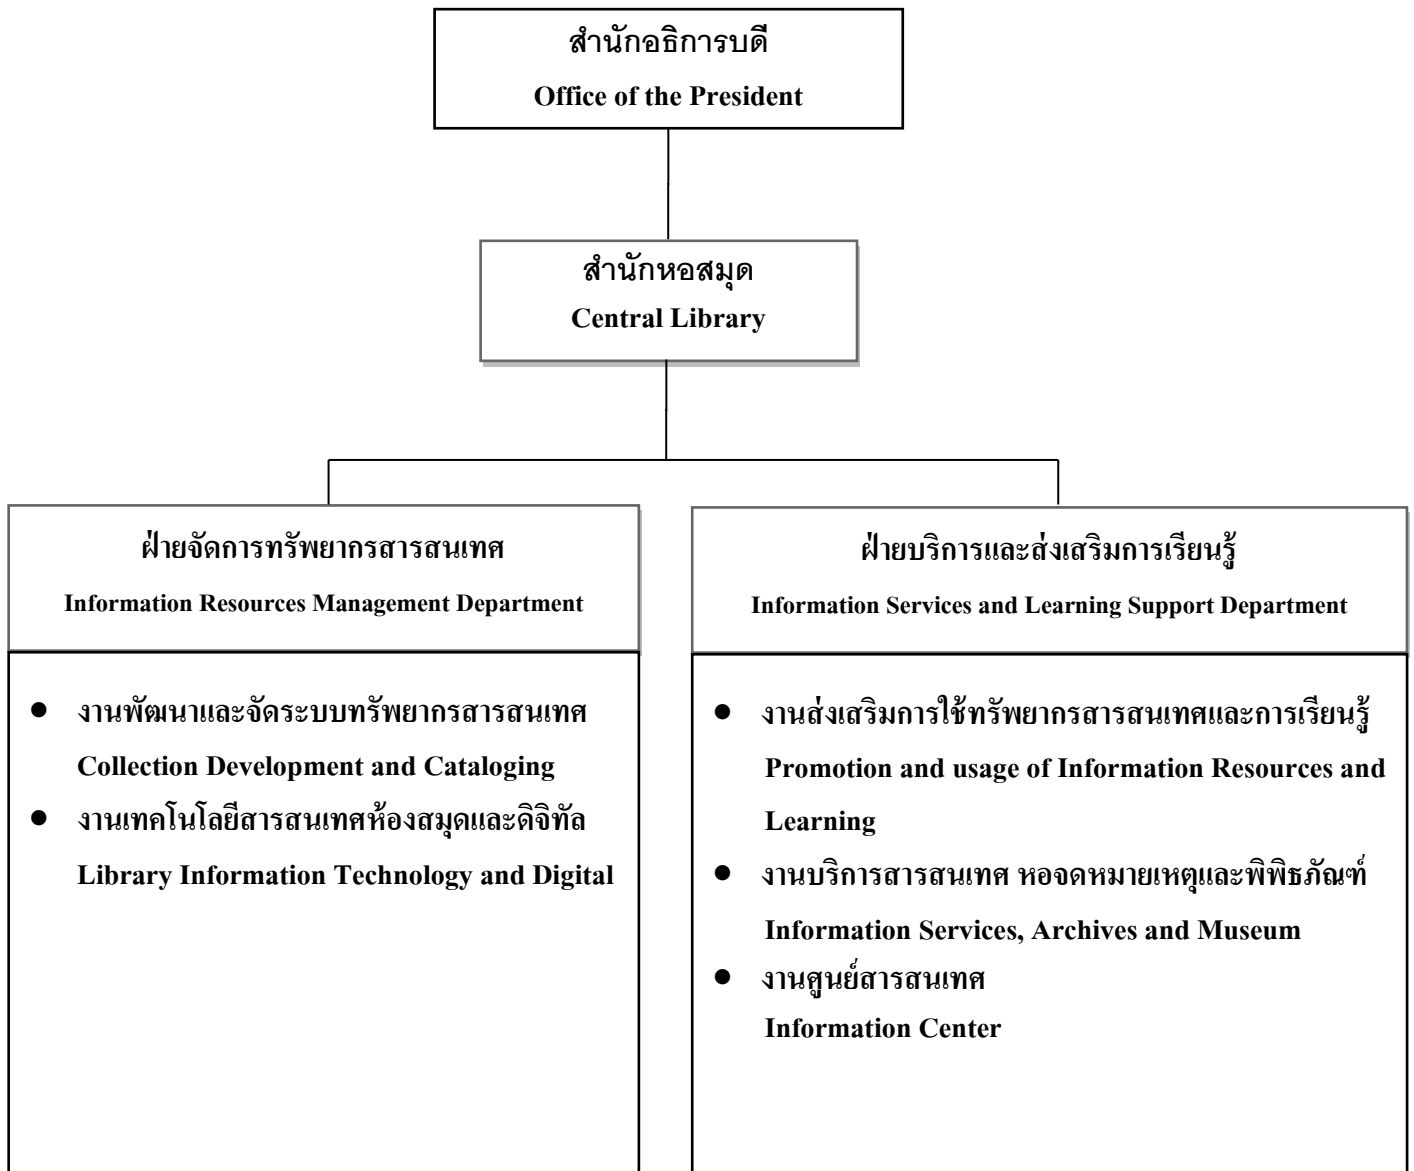 สำนักอธิการบดี
Office of the President
สำนักหอสมุด
Central Library
ฝ่ายจัดการทรัพยากรสารสนเทศ
Information Resources Management Department
● งานพัฒนาและจัดระบบทรัพยากรสารสนเทศ
Collection Development and Cataloging
● งานเทคโนโลยีสารสนเทศห้องสมุดและดิจิทัล
Library Information Technology and Digital
ฝ่ายบริการและส่งเสริมการเรียนรู้
Information Services and Learning Support Department
● งานส่งเสริมการใช้ทรัพยากรสารสนเทศและการเรียนรู้
Promotion and usage of Information Resources and
Learning
● งานบริการสารสนเทศ หอจดหมายเหตุและพิพิธภัณฑ์
Information Services, Archives and Museum
● งานศูนย์สารสนเทศ
Information Center